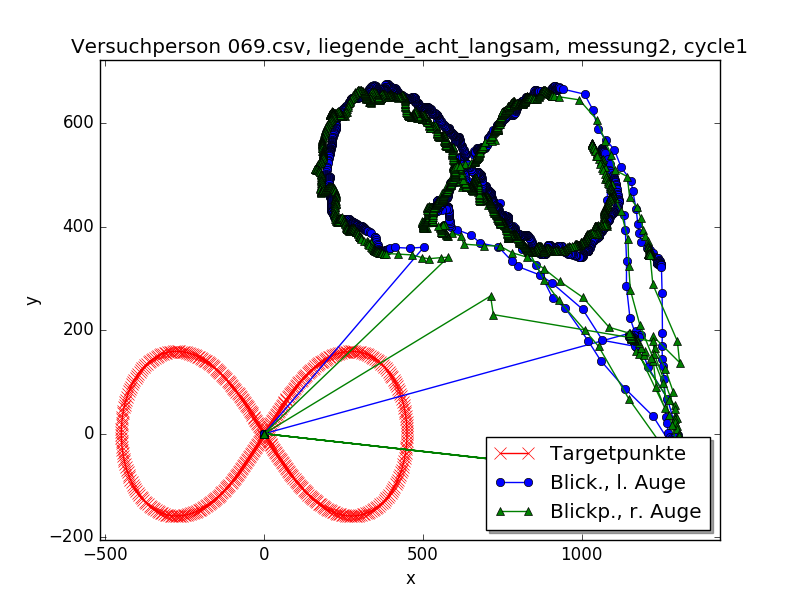 Versuchperson 069.csv, liegende_acht_langsam, messung2, cycle1
600
400
200
0
−200
y
−500
0
500
1000
x
Targetpunkte
Blick., l. Auge
Blickp., r. Auge